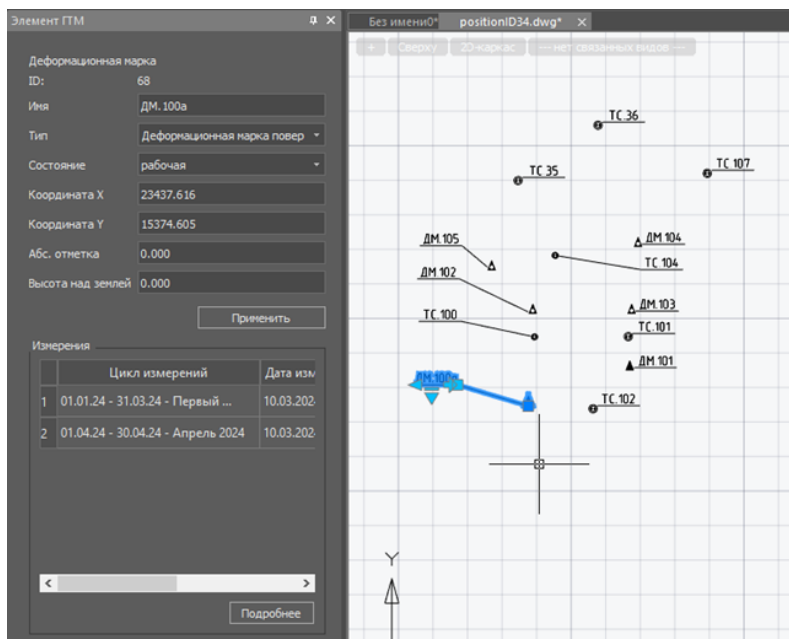 Элемент ГТМ
Деформационная марка
ID: 68
Имя ДМ.100а
Тип Деформационная марка повер
Состояние рабочая
Координата X 23437.616
Координата Y 15374.605
Абс. отметка 0.000
Высота над землей 0.000
Применить
Измерения
Цикл измерений Дата изм
1 01.01.24 - 31.03.24 - Первый ... 10.03.202
2 01.04.24 - 30.04.24 - Апрель 2024 10.03.202
Подробнее
Без имени0* positionID34.dwg*
+ Сверху 2D-каркас --- нет связанных видов ---
ТС.36
ТС 35
ТС 107
ДМ.105
ДМ 104
ДМ 102
ТС 104
ТС.100
ДМ.103
ТС.101
ДМ 101
ДМ.100а
ТС.102
Y